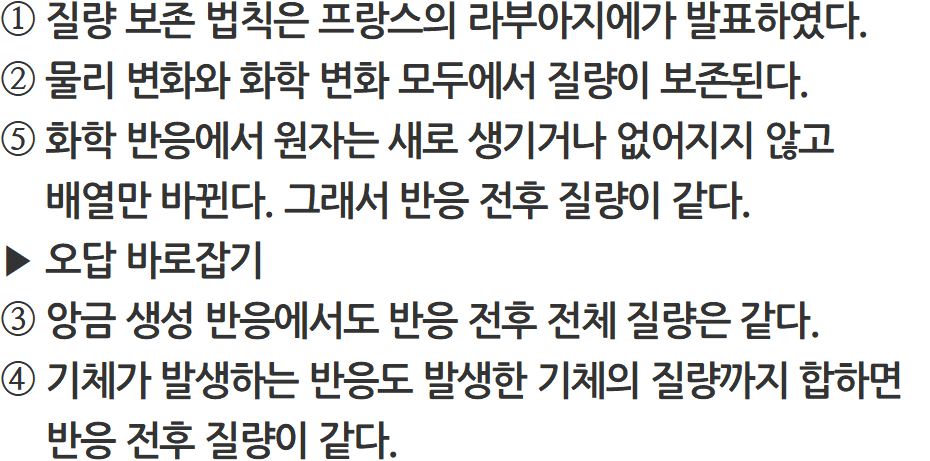 ① 질량 보존 법칙은 프랑스의 라부아지에가 발표하였다.
② 물리 변화와 화학 변화 모두에서 질량이 보존된다.
⑤ 화학 반응에서 원자는 새로 생기거나 없어지지 않고
배열만 바뀐다. 그래서 반응 전후 질량이 같다.
▶ 오답 바로잡기
③ 앙금 생성 반응에서도 반응 전후 전체 질량은 같다.
④ 기체가 발생하는 반응도 발생한 기체의 질량까지 합하면
반응 전후 질량이 같다.